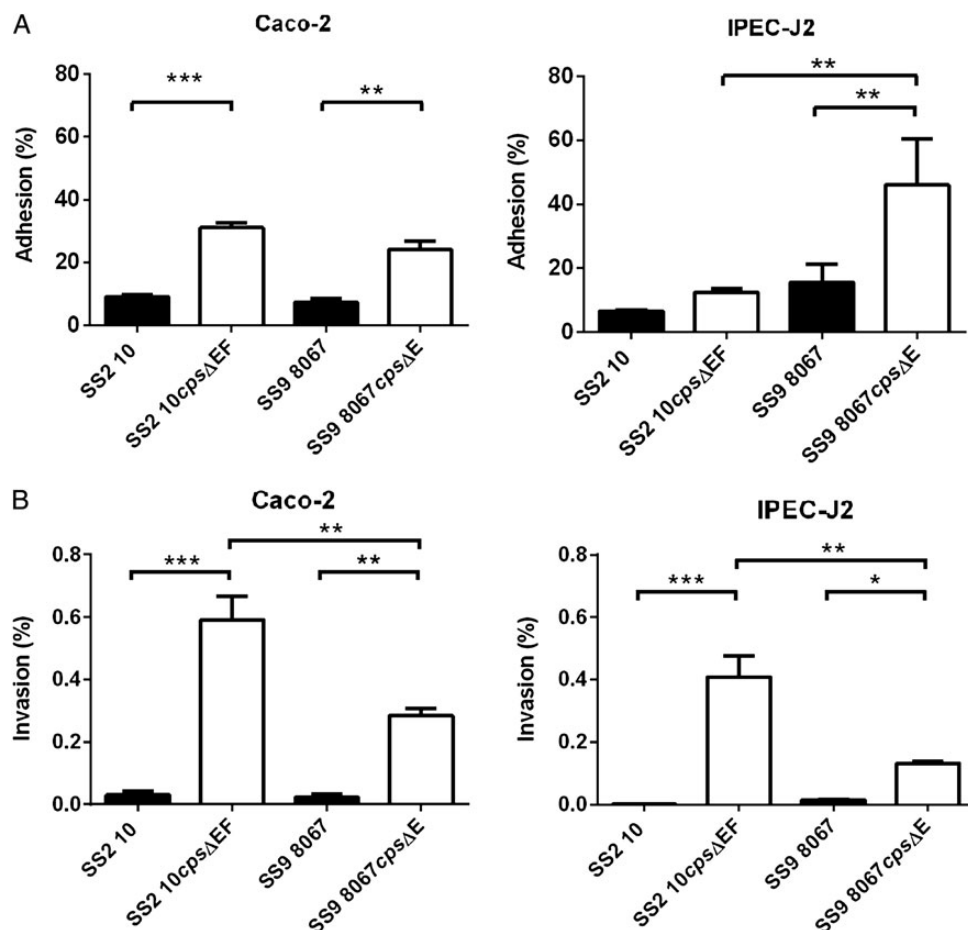 A
Caco-2
Adhesion (%)
80
60
40
20
0
***
**
SS2 10
SS2 10cpsΔEF
SS9 8067
SS9 8067cpsΔE
IPEC-J2
Adhesion (%)
80
60
40
20
0
**
**
SS2 10
SS2 10cpsΔEF
SS9 8067
SS9 8067cpsΔE
B
Caco-2
Invasion (%)
0.8
0.6
0.4
0.2
0.0
**
***
**
SS2 10
SS2 10cpsΔEF
SS9 8067
SS9 8067cpsΔE
IPEC-J2
Invasion (%)
0.8
0.6
0.4
0.2
0.0
**
***
*
SS2 10
SS2 10cpsΔEF
SS9 8067
SS9 8067cpsΔE